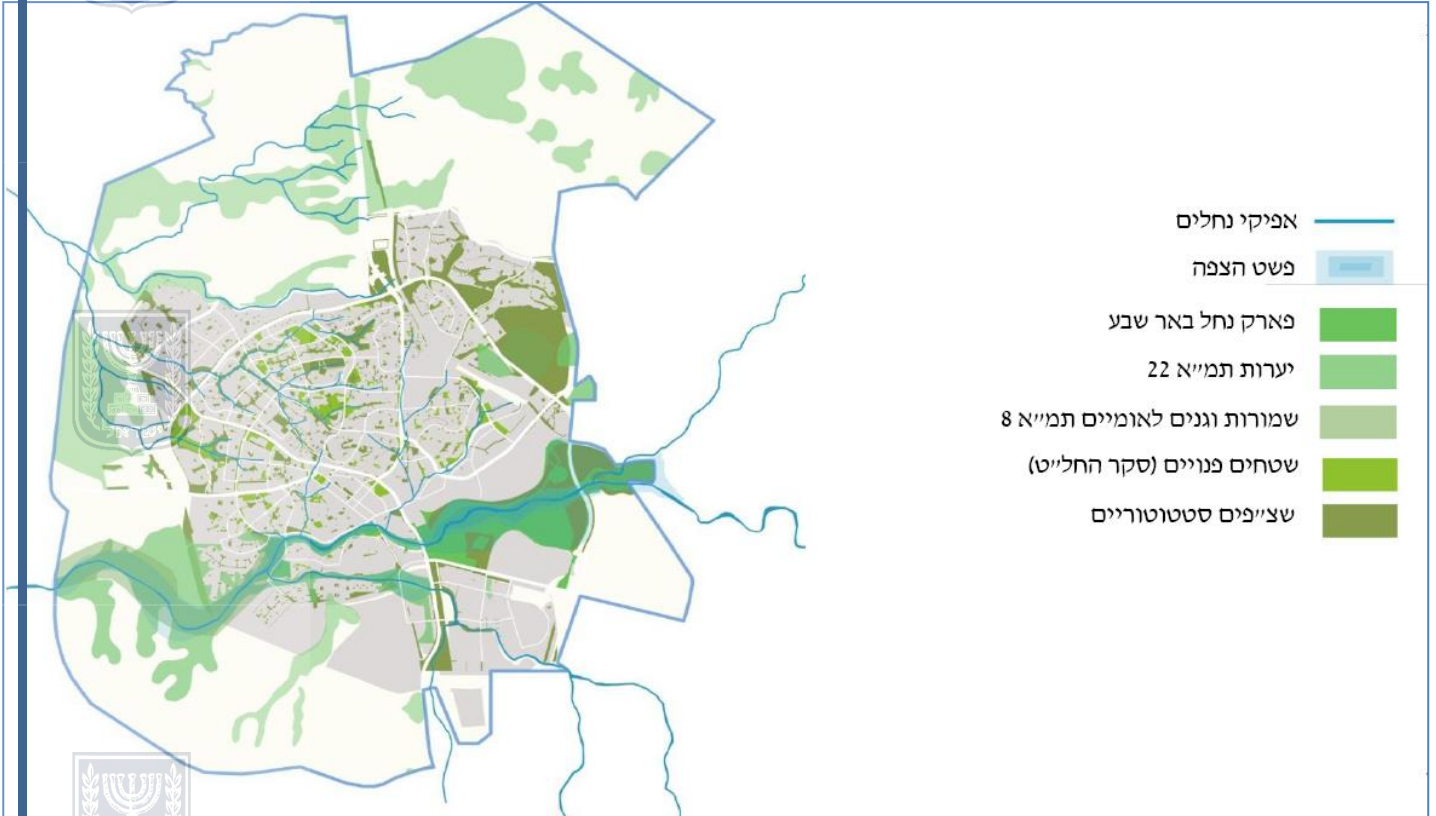 אפיקי נחלים
פשט הצפה
פארק נחל באר שבע
יערות תמ״א 22
שמורות וגנים לאומיים תמ״א 8
שטחים פנויים (סקר החל״ט)
שצ״פים סטטוטוריים